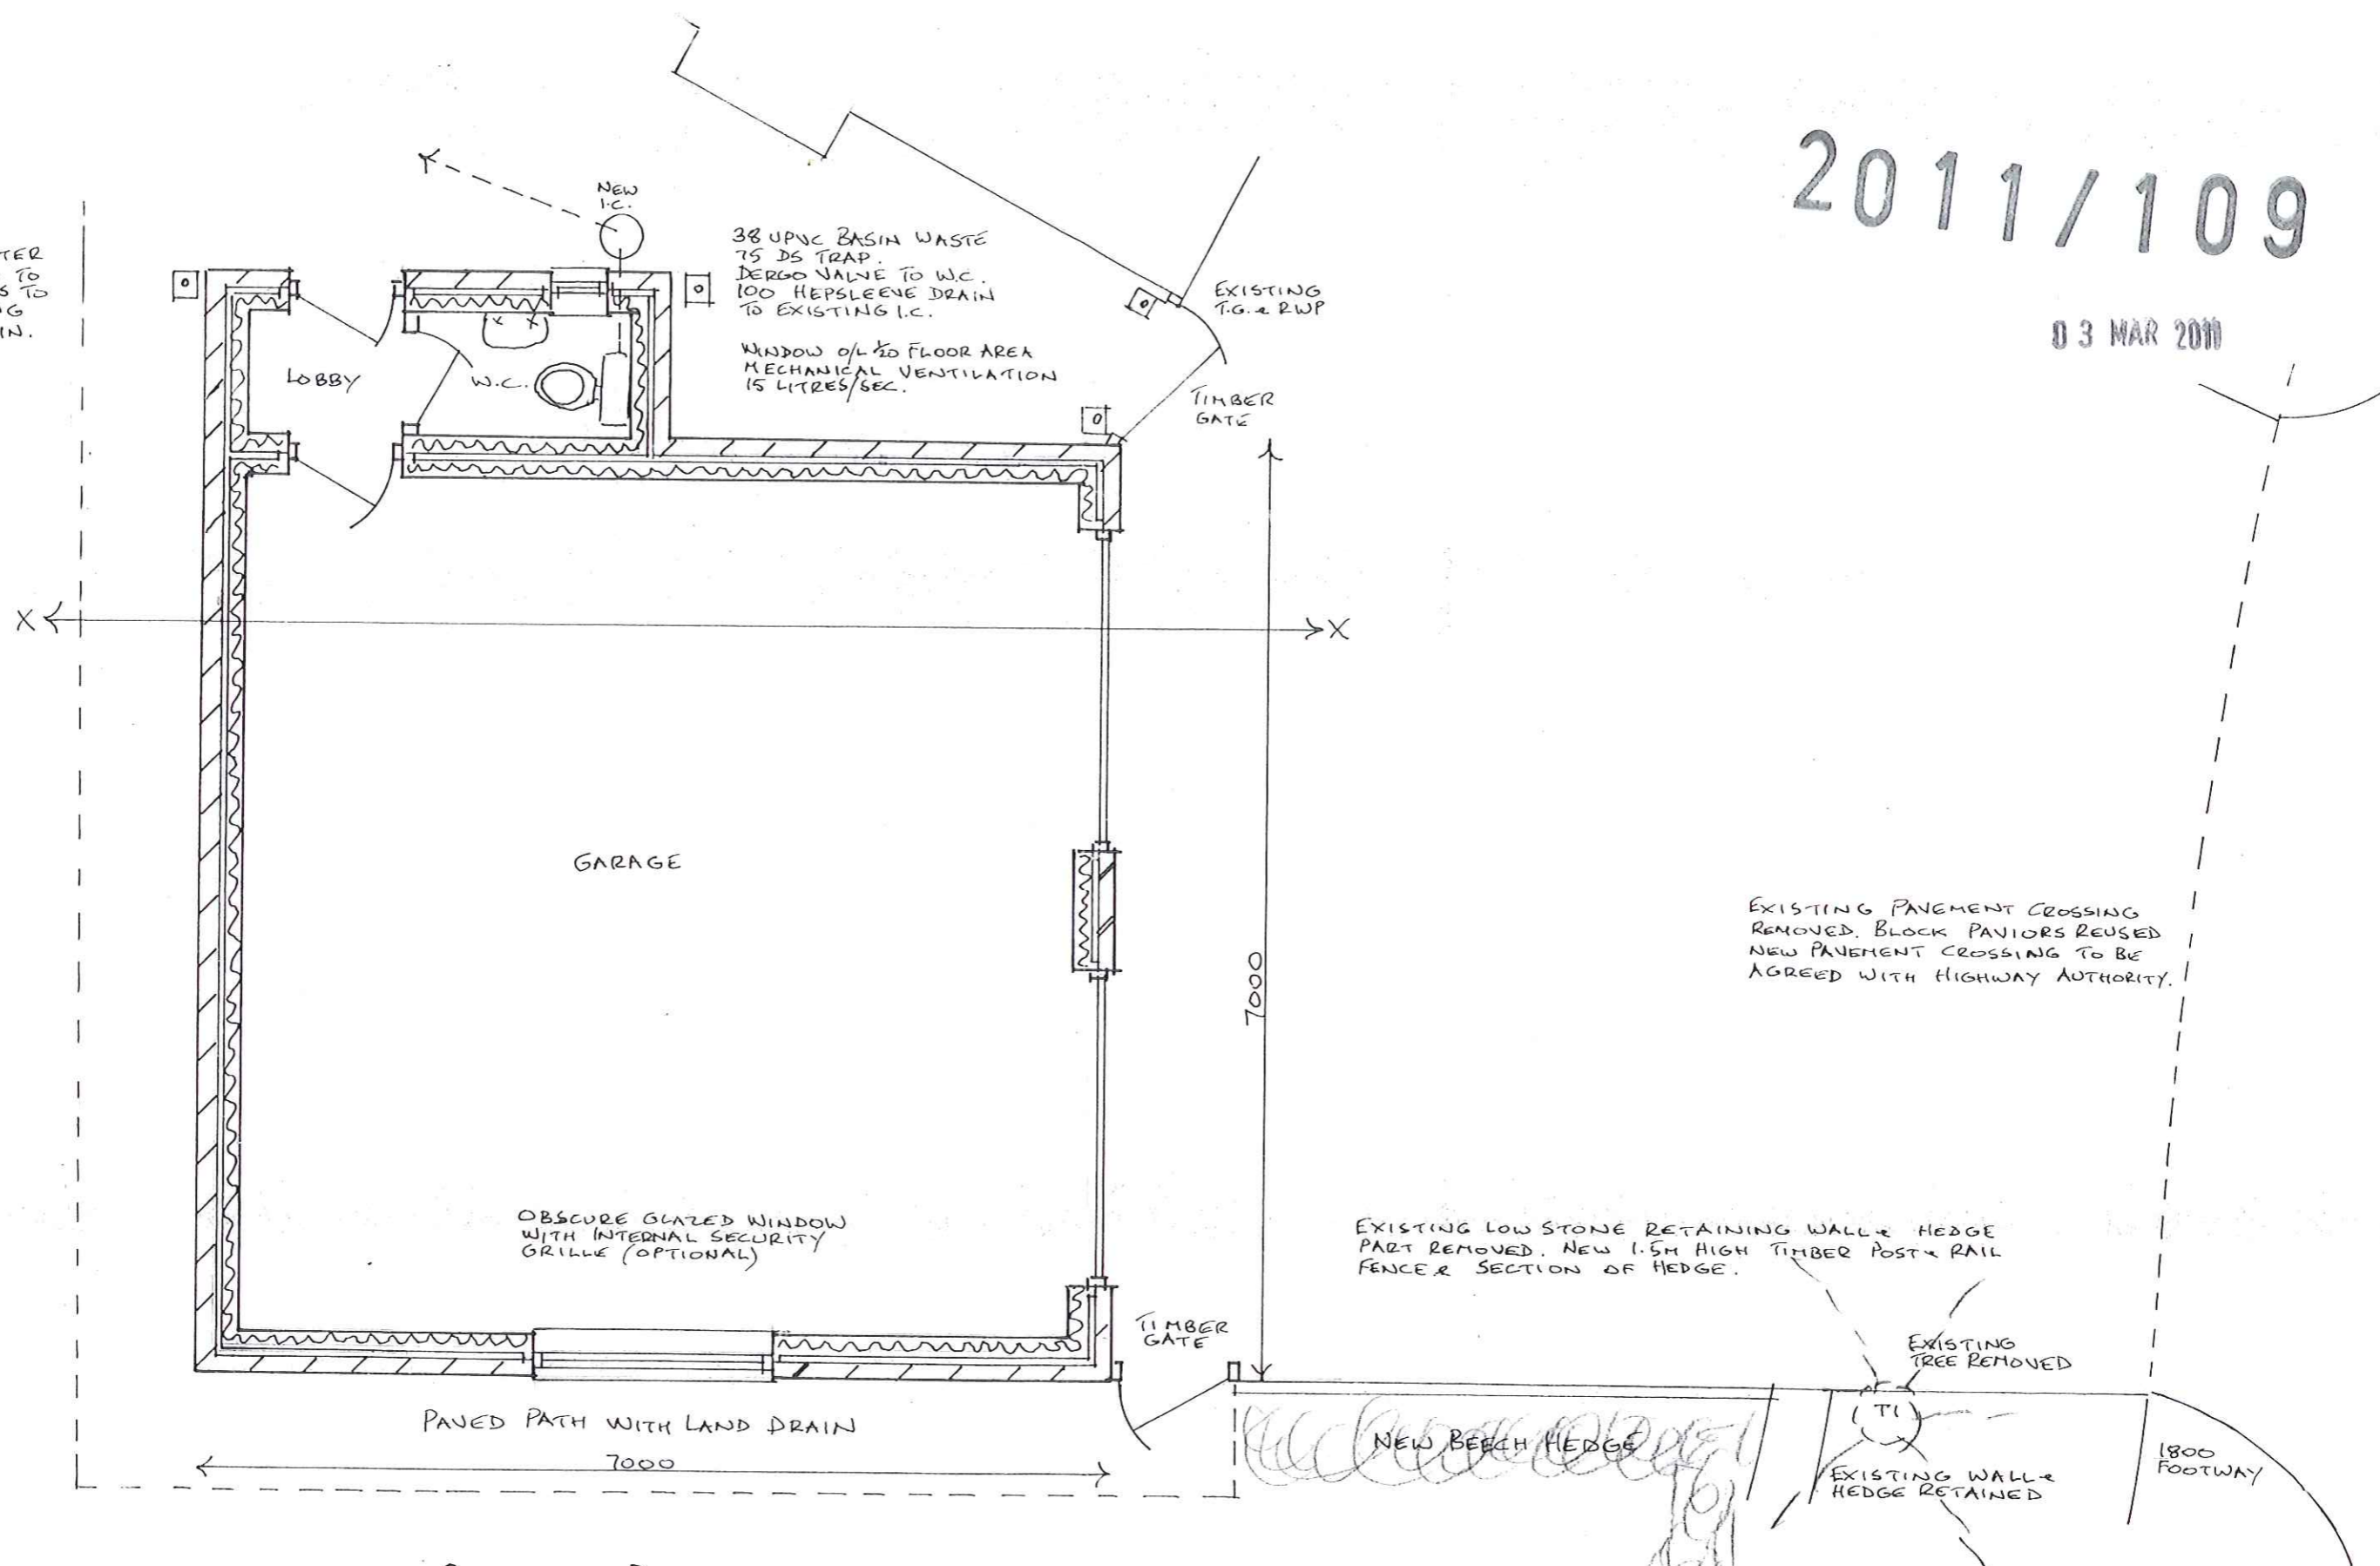 2011/109
03 MAR 2011
TER
TO
S TO
G
IN.
NEW
I.C.
38 UPVC BASIN WASTE
75 DS TRAP.
DERGO VALVE TO W.C.
100 HEPSLEEVE DRAIN
TO EXISTING I.C.
WINDOW O/L 1/20 FLOOR AREA
MECHANICAL VENTILATION
15 LITRES/SEC.
EXISTING
T.G. & RWP
TIMBER
GATE
LOBBY
W.C.
X
X
GARAGE
7000
EXISTING PAVEMENT CROSSING
REMOVED. BLOCK PAVIORS REUSED
NEW PAVEMENT CROSSING TO BE
AGREED WITH HIGHWAY AUTHORITY.
OBSCURE GLAZED WINDOW
WITH INTERNAL SECURITY
GRILLE (OPTIONAL)
EXISTING LOW STONE RETAINING WALL & HEDGE
PART REMOVED. NEW 1.5M HIGH TIMBER POST & RAIL
FENCE & SECTION OF HEDGE.
TIMBER
GATE
EXISTING
TREE REMOVED
T1
PAVED PATH WITH LAND DRAIN
7000
NEW BEECH HEDGE
EXISTING WALL &
HEDGE RETAINED
1800
FOOTWAY